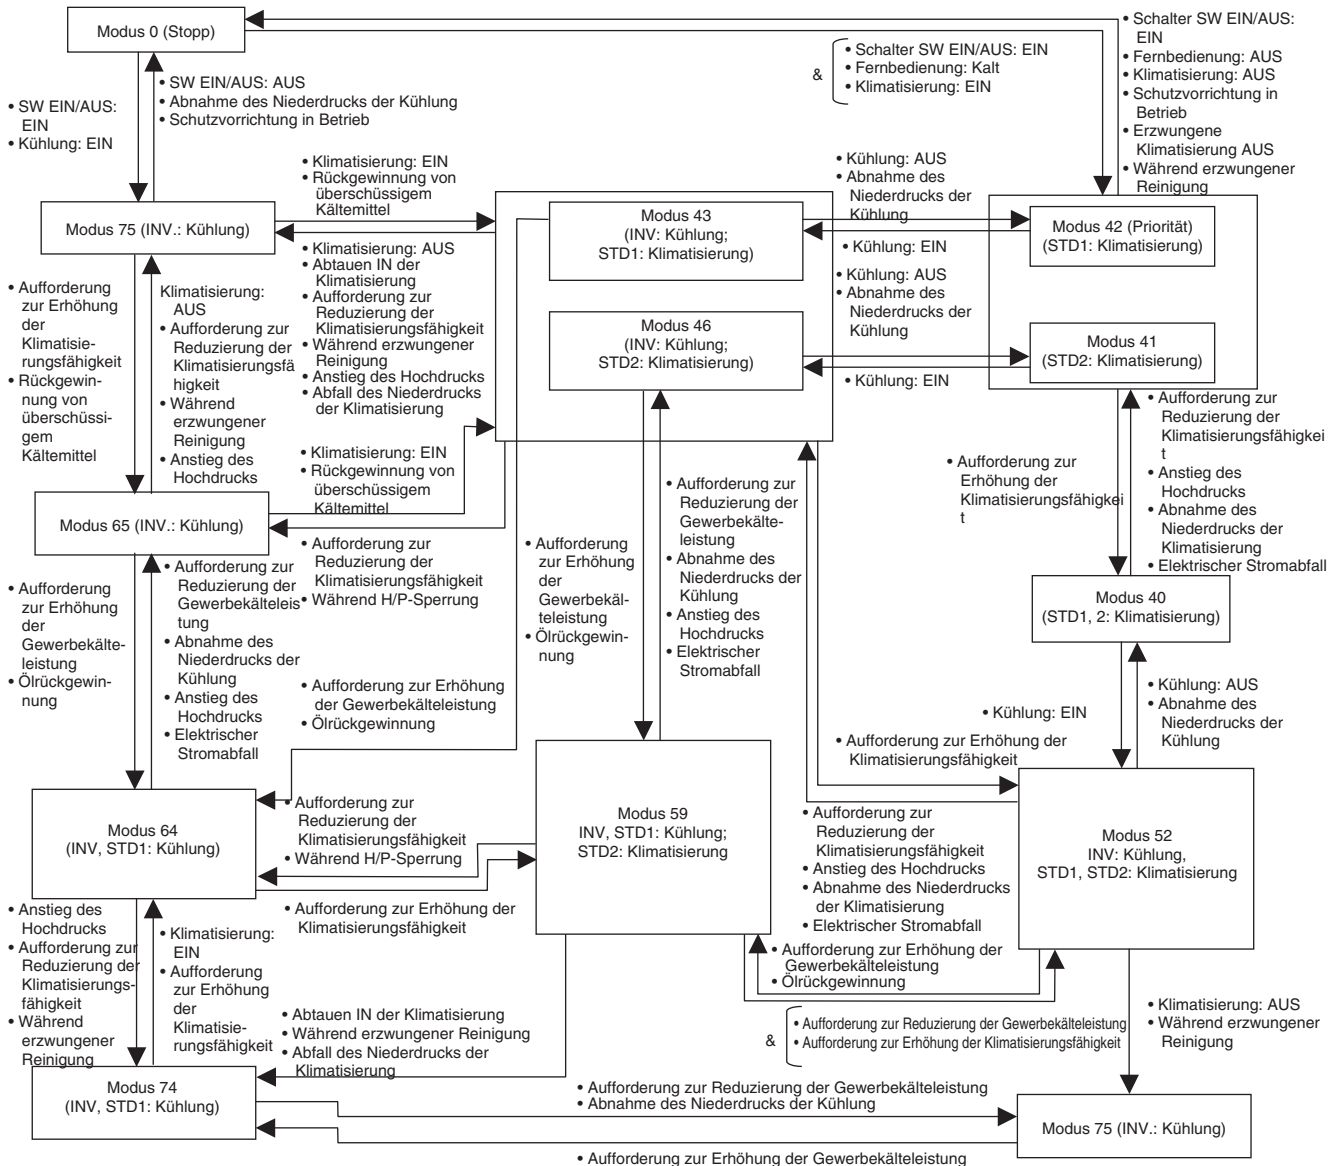 Modus 0 (Stopp)
• SW EIN/AUS:
EIN
• Kühlung: EIN
• SW EIN/AUS: AUS
• Abnahme des Niederdrucks der Kühlung
• Schutzvorrichtung in Betrieb
&
• Schalter SW EIN/AUS: EIN
• Fernbedienung: Kalt
• Klimatisierung: EIN
• Schalter SW EIN/AUS:
EIN
• Fernbedienung: AUS
• Klimatisierung: AUS
• Schutzvorrichtung in
Betrieb
• Erzwungene
Klimatisierung AUS
• Während erzwungener
Reinigung
Modus 75 (INV.: Kühlung)
• Klimatisierung: EIN
• Rückgewinnung von
überschüssigem
Kältemittel
• Klimatisierung: AUS
• Abtauen IN der
Klimatisierung
• Aufforderung zur
Reduzierung der
Klimatisierungsfähigkeit
• Während erzwungener
Reinigung
• Anstieg des Hochdrucks
• Abfall des Niederdrucks
der Klimatisierung
Modus 43
(INV: Kühlung;
STD1: Klimatisierung)
Modus 46
(INV: Kühlung;
STD2: Klimatisierung)
• Kühlung: AUS
• Abnahme des
Niederdrucks der
Kühlung
• Kühlung: EIN
• Kühlung: AUS
• Abnahme des
Niederdrucks der
Kühlung
• Kühlung: EIN
Modus 42 (Priorität)
(STD1: Klimatisierung)
Modus 41
(STD2: Klimatisierung)
• Aufforderung
zur Erhöhung
der
Klimatisie-
rungsfähigkeit
• Rückgewin-
nung von
überschüssi-
gem
Kältemittel
Klimatisierung:
AUS
• Aufforderung zur
Reduzierung der
Klimatisierungsfä
higkeit
• Während
erzwungener
Reinigung
• Anstieg des
Hochdrucks
• Klimatisierung: EIN
• Rückgewinnung von
überschüssigem
Kältemittel
Modus 65 (INV.: Kühlung)
• Aufforderung zur
Reduzierung der
Klimatisierungsfähigkeit
• Während H/P-Sperrung
• Aufforderung
zur Erhöhung
der
Gewerbekäl-
teleistung
• Ölrückgewin-
nung
• Aufforderung zur
Reduzierung der
Gewerbekälte-
leistung
• Abnahme des
Niederdrucks der
Kühlung
• Anstieg des
Hochdrucks
• Elektrischer
Stromabfall
• Aufforderung zur
Erhöhung der
Klimatisierungsfähigkei
t
• Aufforderung zur
Reduzierung der
Klimatisierungsfähigkei
t
• Anstieg des
Hochdrucks
• Abnahme des
Niederdrucks der
Klimatisierung
• Elektrischer Stromabfall
Modus 40
(STD1, 2: Klimatisierung)
• Aufforderung
zur Erhöhung
der
Gewerbekälte-
leistung
• Ölrückgewin-
nung
• Aufforderung zur
Reduzierung der
Gewerbekälteleis
tung
• Abnahme des
Niederdrucks der
Kühlung
• Anstieg des
Hochdrucks
• Elektrischer
Stromabfall
• Aufforderung zur Erhöhung
der Gewerbekälteleistung
• Ölrückgewinnung
• Kühlung: EIN
• Kühlung: AUS
• Abnahme des
Niederdrucks der
Kühlung
• Aufforderung zur Erhöhung der
Klimatisierungsfähigkeit
Modus 64
(INV, STD1: Kühlung)
• Aufforderung zur
Reduzierung der
Klimatisierungsfähigkeit
• Während H/P-Sperrung
• Aufforderung zur Erhöhung der
Klimatisierungsfähigkeit
Modus 59
INV, STD1: Kühlung;
STD2: Klimatisierung
• Aufforderung zur
Reduzierung der
Klimatisierungsfähigkeit
• Anstieg des Hochdrucks
• Abnahme des Niederdrucks
der Klimatisierung
• Elektrischer Stromabfall
Modus 52
INV: Kühlung,
STD1, STD2: Klimatisierung
• Anstieg des
Hochdrucks
• Aufforderung zur
Reduzierung der
Klimatisierungs-
fähigkeit
• Während
erzwungener
Reinigung
• Klimatisierung:
EIN
• Aufforderung
zur Erhöhung
der
Klimatisie-
rungsfähigkeit
• Abtauen IN der Klimatisierung
• Während erzwungener Reinigung
• Abfall des Niederdrucks der
Klimatisierung
• Aufforderung zur Erhöhung der
Gewerbekälteleistung
• Ölrückgewinnung
&
• Aufforderung zur Reduzierung der Gewerbekälteleistung
• Aufforderung zur Erhöhung der Klimatisierungsfähigkeit
• Klimatisierung: AUS
• Während erzwungener
Reinigung
Modus 74
(INV, STD1: Kühlung)
• Aufforderung zur Reduzierung der Gewerbekälteleistung
• Abnahme des Niederdrucks der Kühlung
Modus 75 (INV.: Kühlung)
• Aufforderung zur Erhöhung der Gewerbekälteleistung